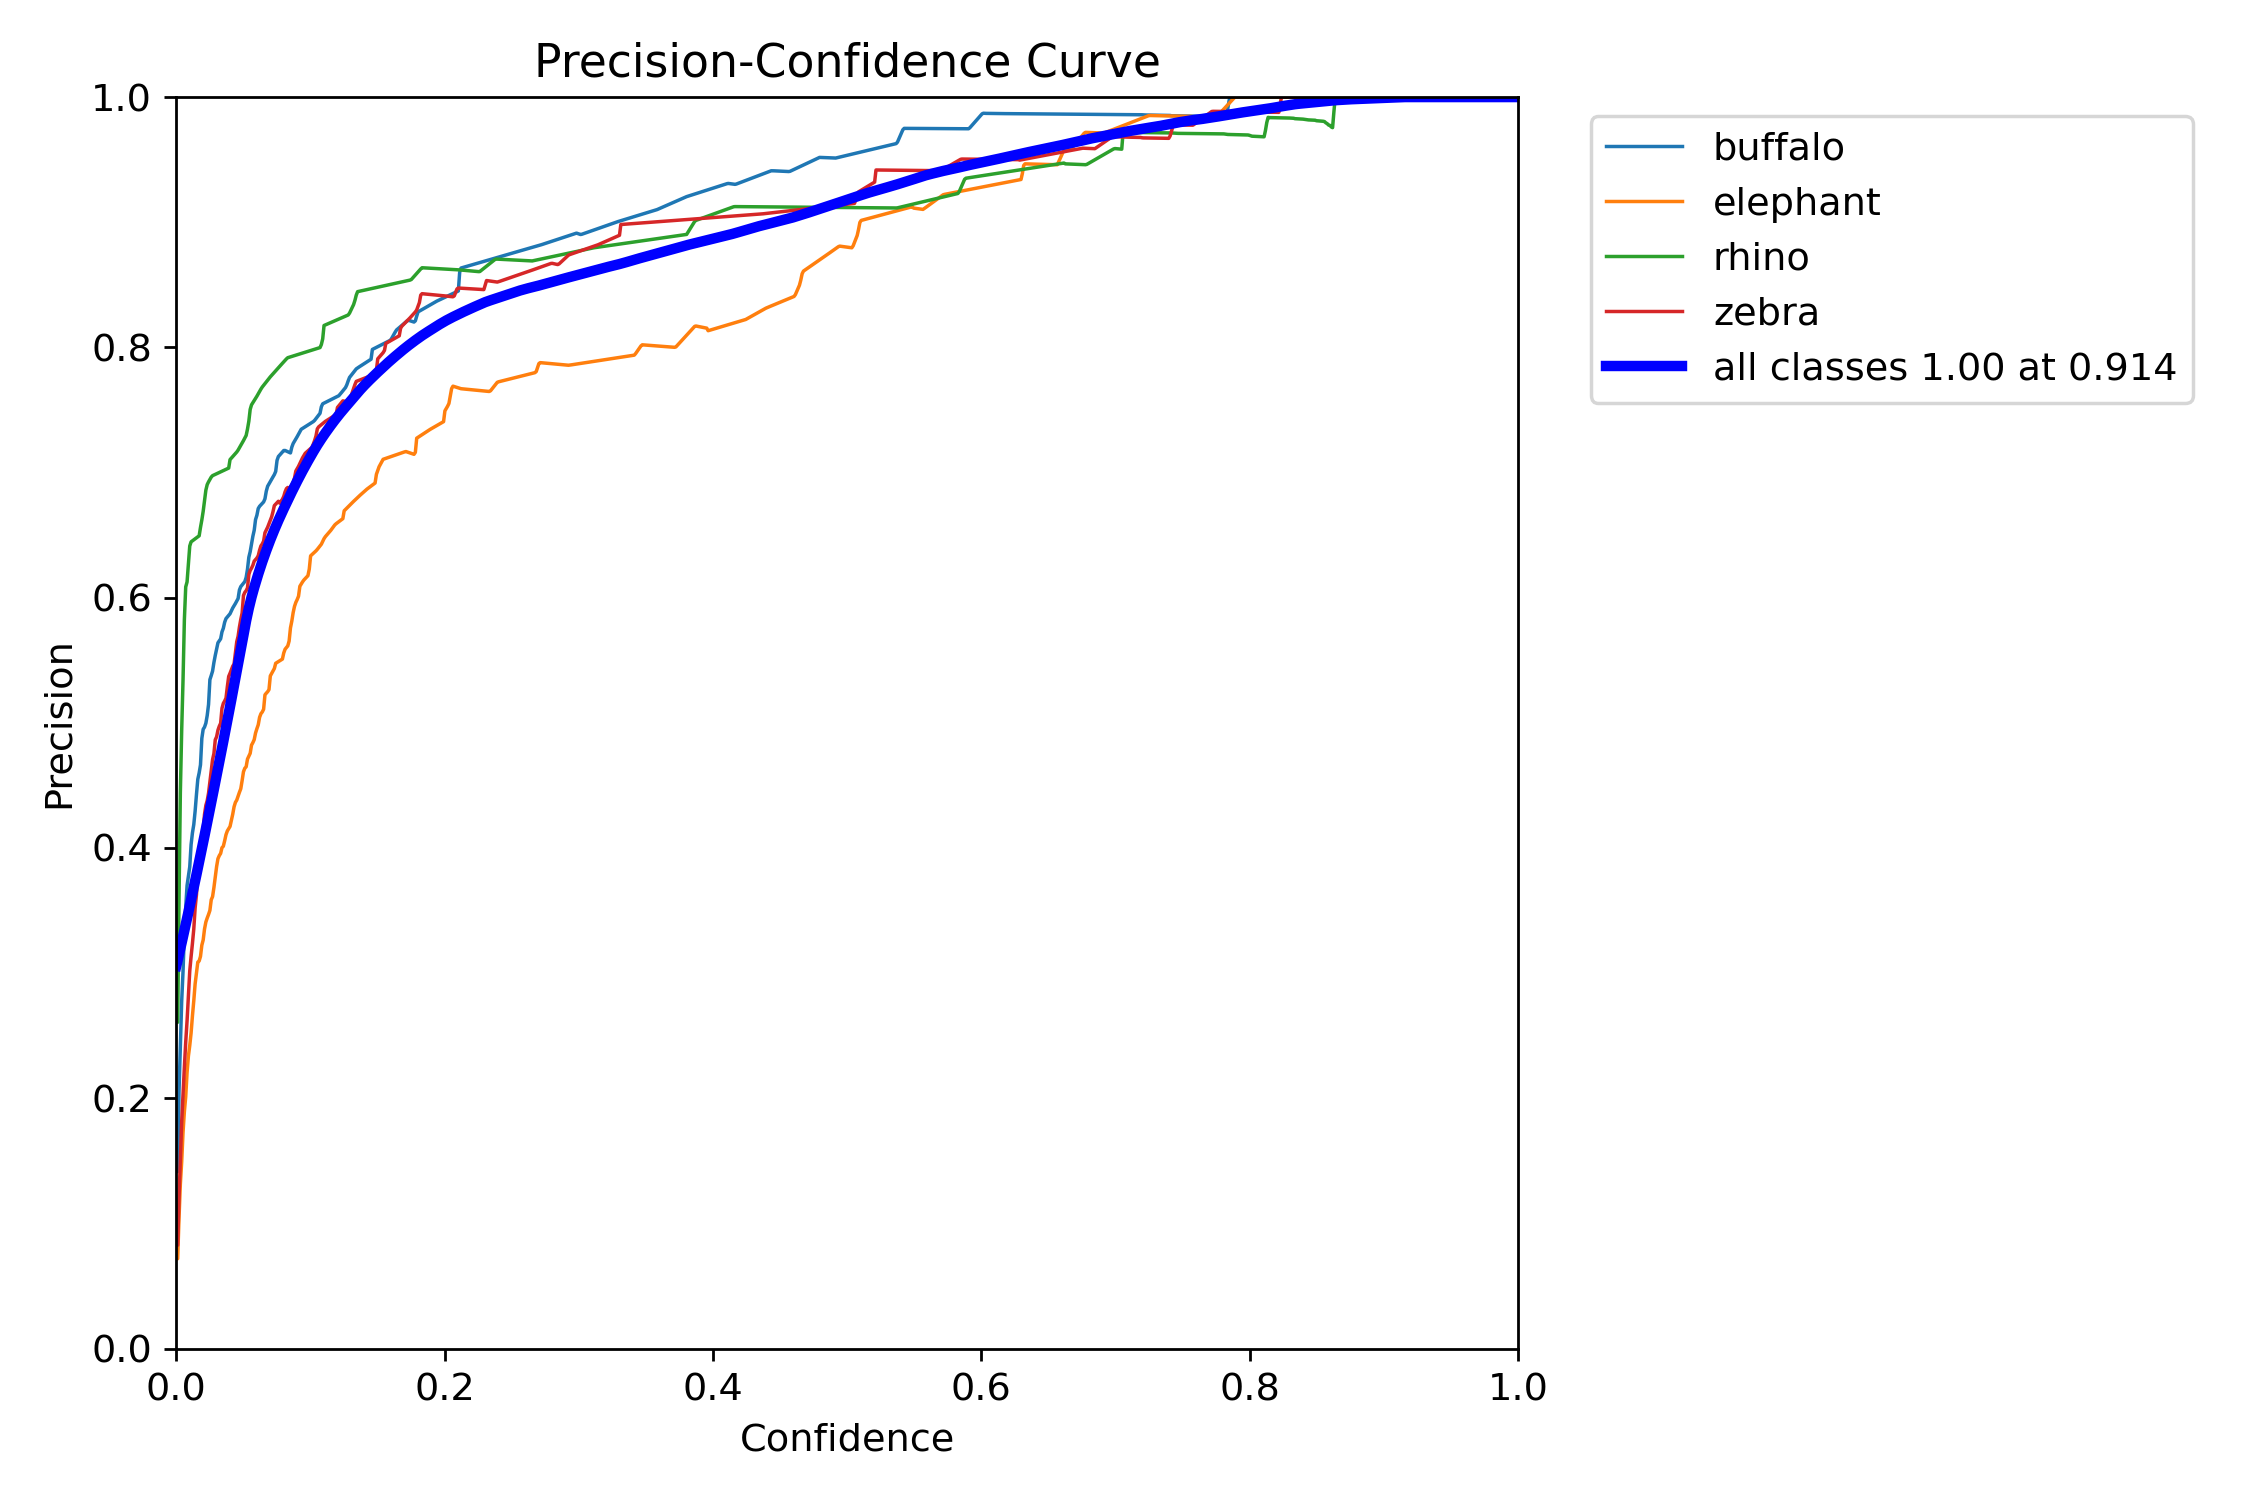 Precision-Confidence Curve
1.0
0.8
0.6
0.4
0.2
0.0
Precision
0.0 0.2 0.4 0.6 0.8 1.0
Confidence
buffalo
elephant
rhino
zebra
all classes 1.00 at 0.914